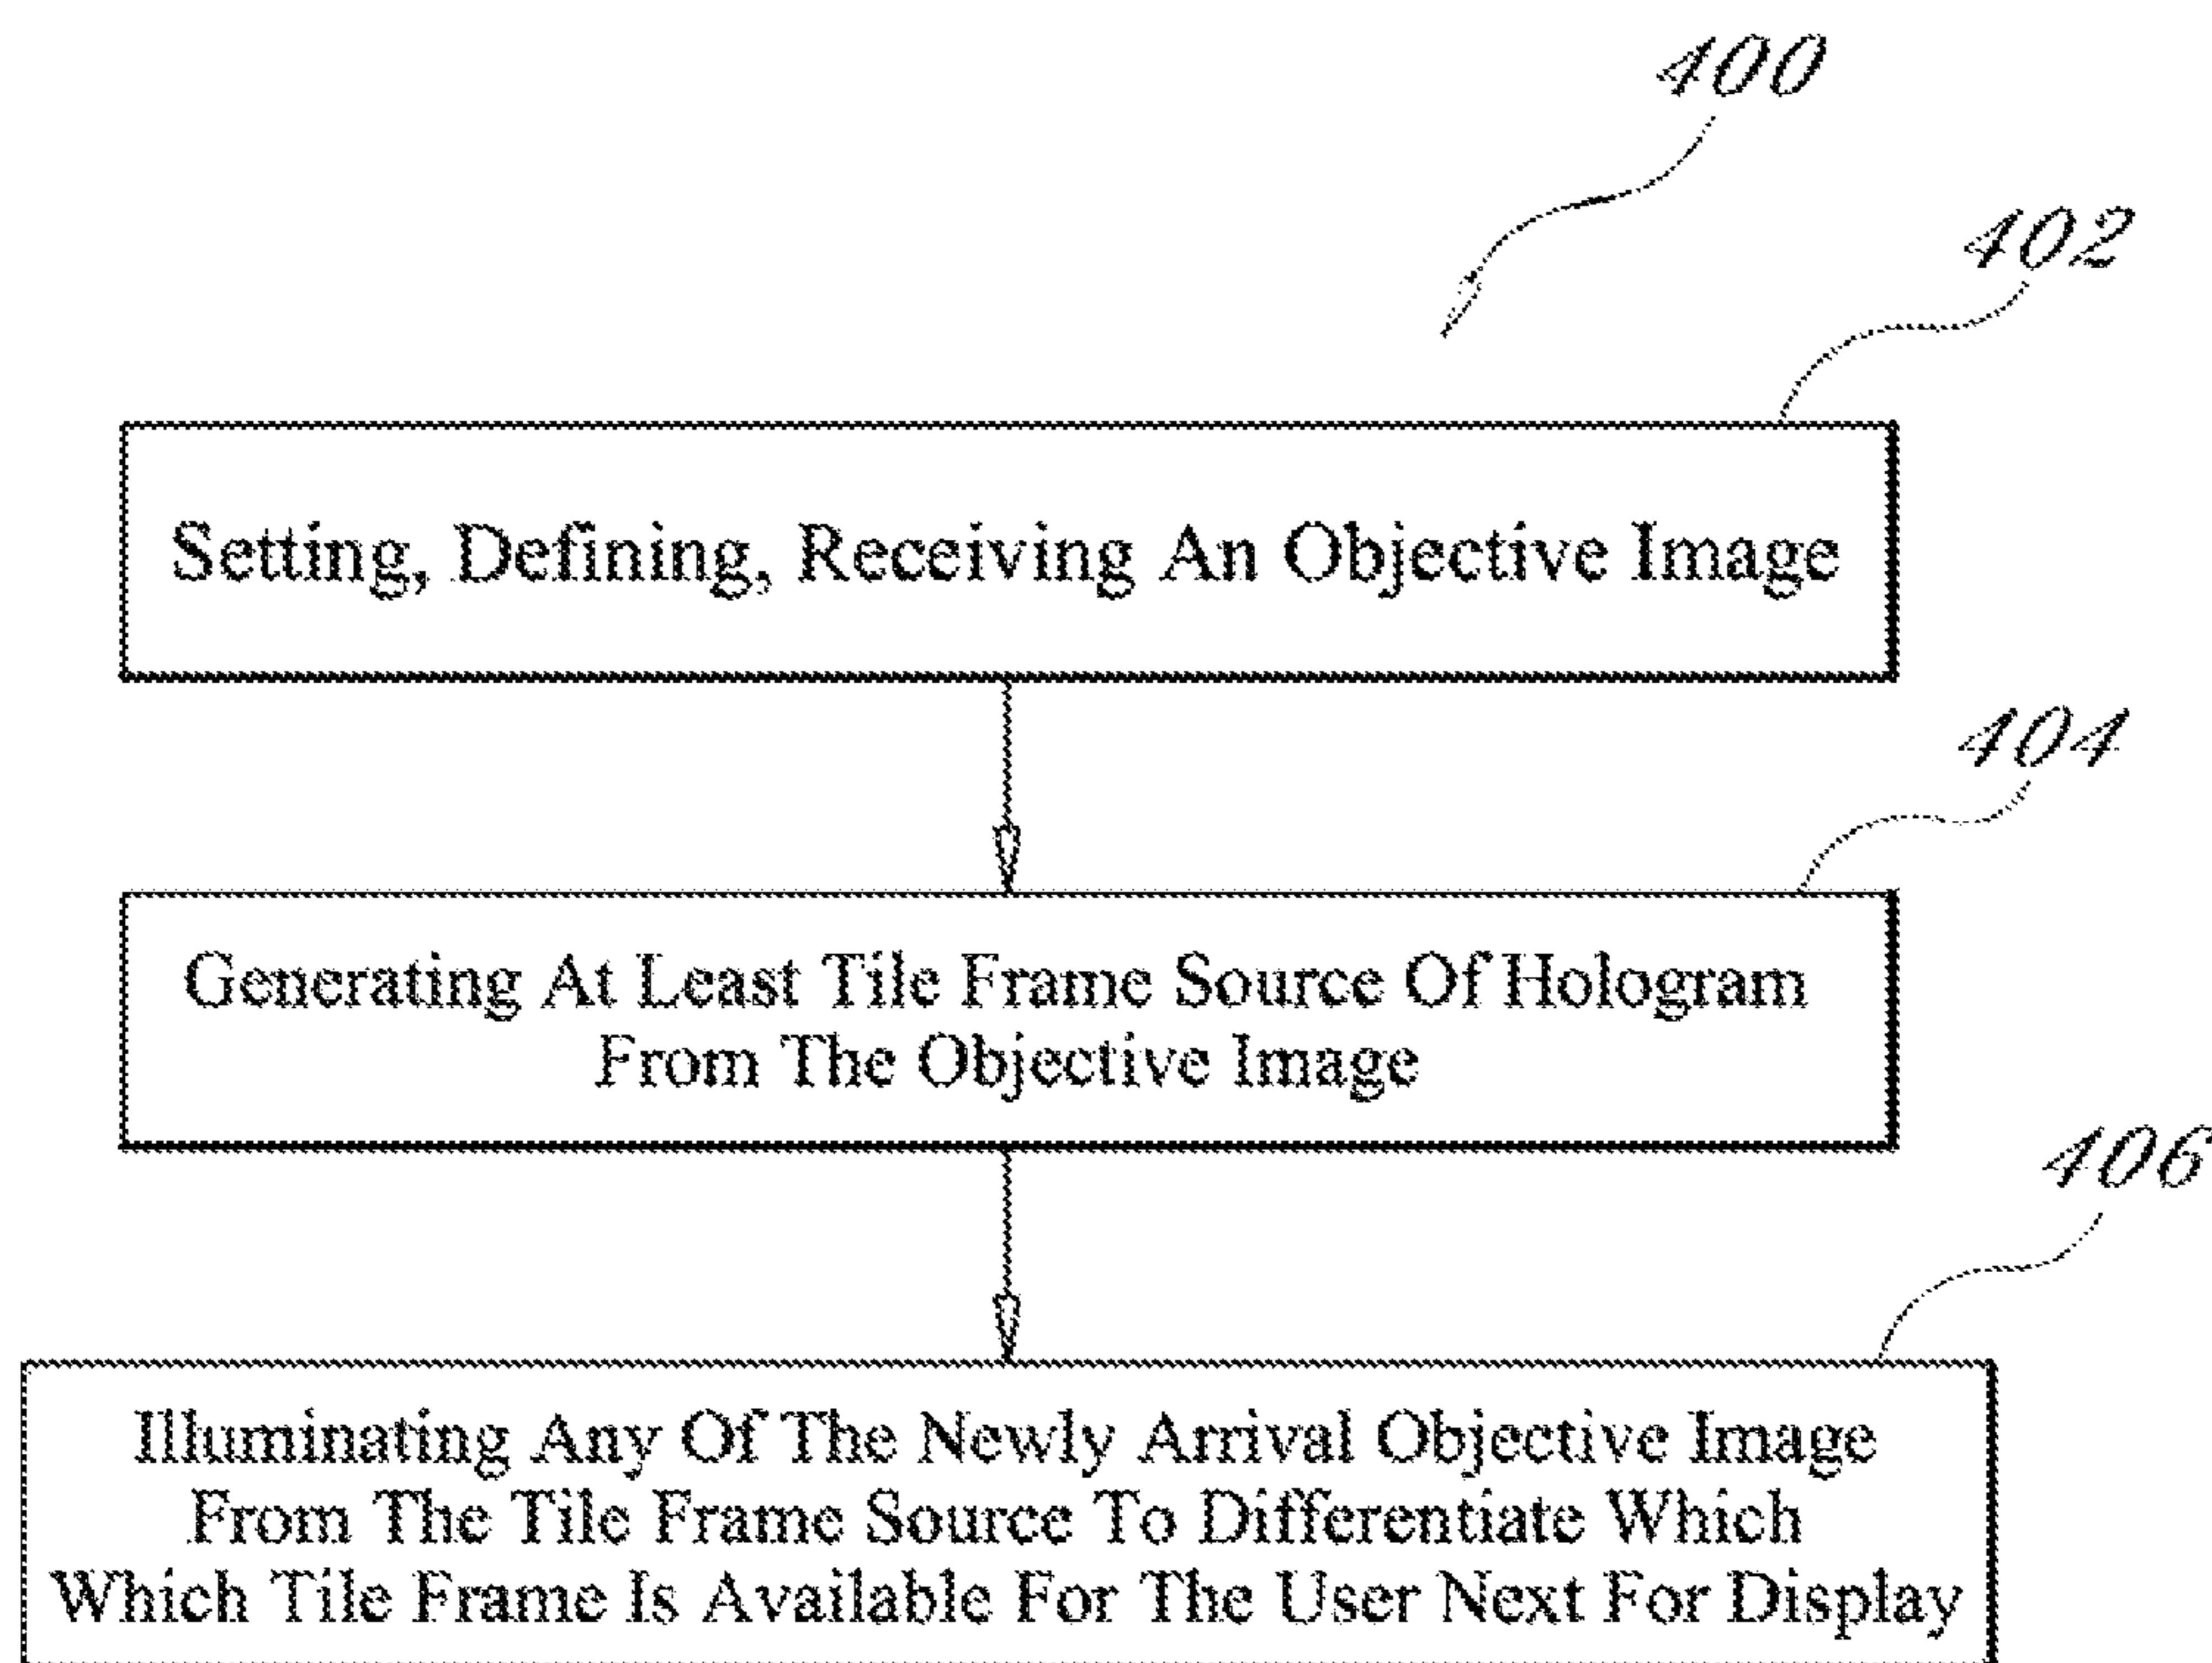 400
402
Setting, Defining, Receiving An Objective Image
404
Generating At Least Tile Frame Source Of Hologram
From The Objective Image
406
Illuminating Any Of The Newly Arrival Objective Image
From The Tile Frame Source To Differentiate Which
Which Tile Frame Is Available For The User Next For Display